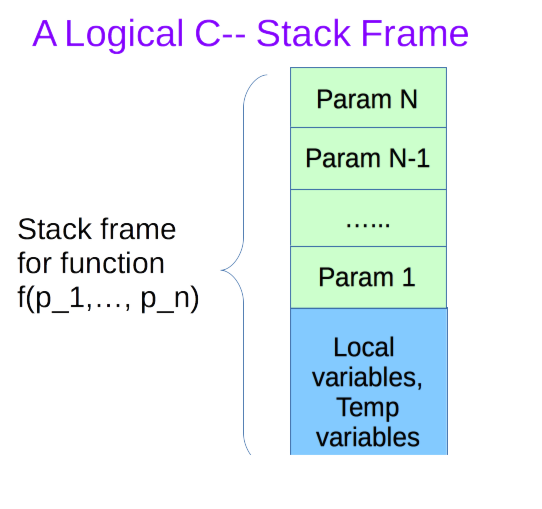 A Logical C-- Stack Frame
Param N
Param N-1
…...
Param 1
Stack frame
for function
f(p_1,…, p_n)
Local
variables,
Temp
variables